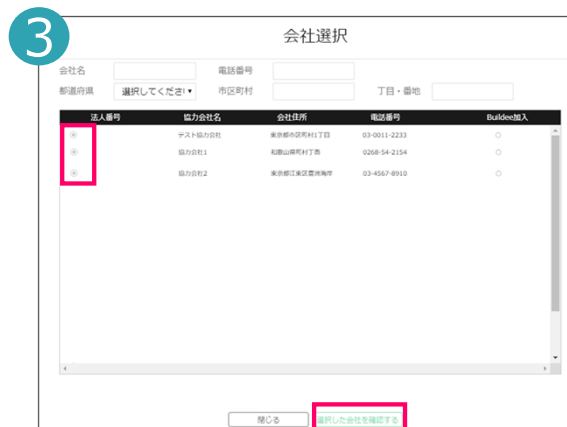 3
会社選択
会社名 電話番号
都道府県 選択してくださ 市区町村 丁目・番地
法人番号 協力会社名 会社住所 電話番号 Buildee加入
テスト協力会社 東京都市区町村1丁目 03-0011-2233 ○
協力会社1 和歌山県町村丁番 0268-54-2154 ○
協力会社2 東京都江東区豊洲海岸 03-4567-8910 ○
閉じる 選択した会社を確認する